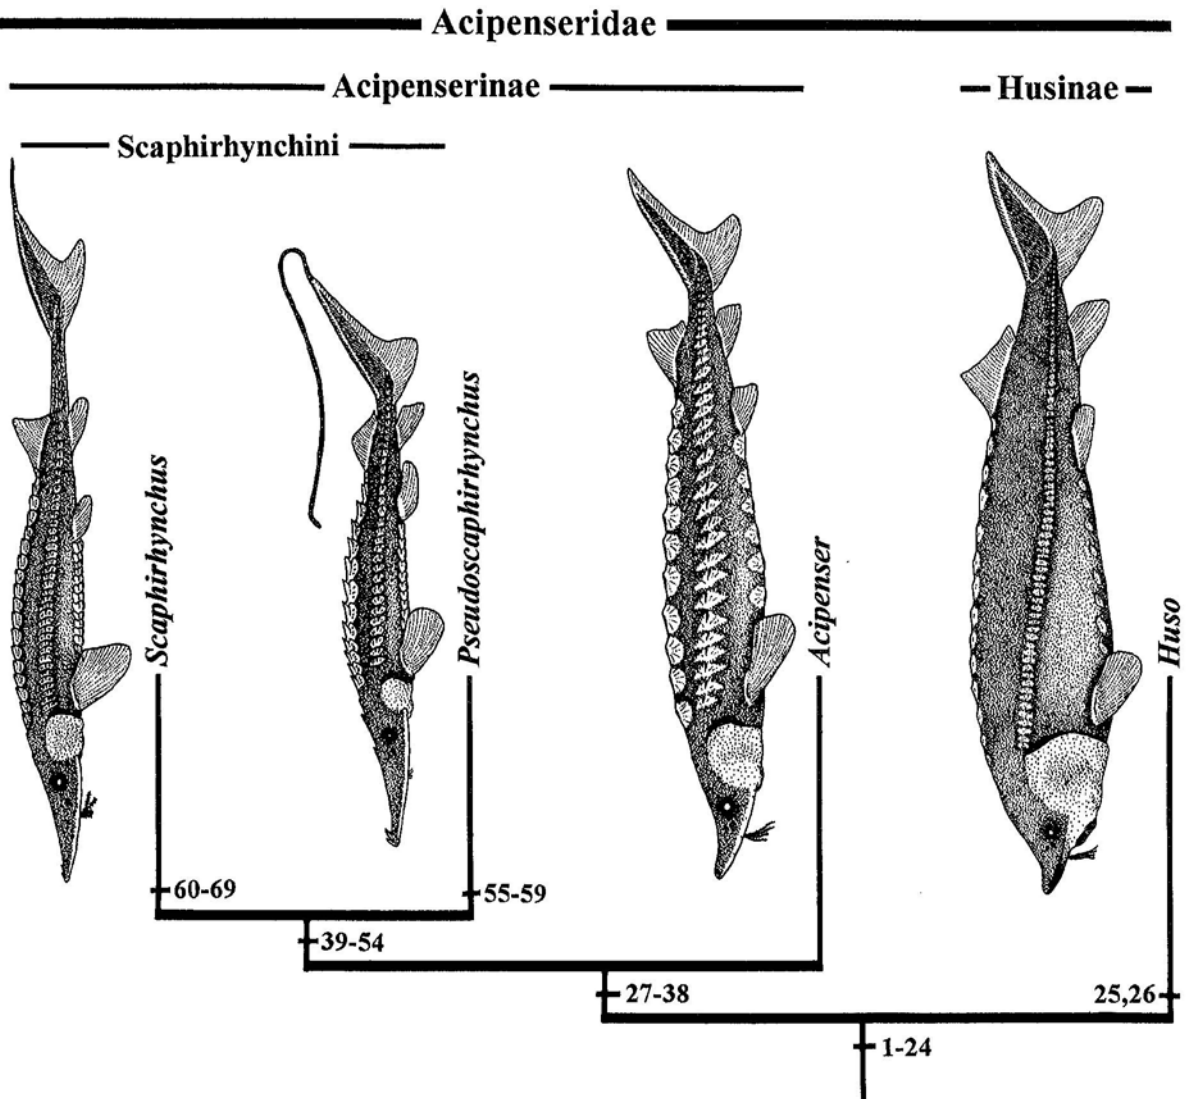 Acipenseridae
Acipenserinae
Husinae
Scaphirhynchini
Scaphirhynchus
Pseudoscaphirhynchus
Acipenser
Huso
60-69
55-59
39-54
27-38
25,26
1-24